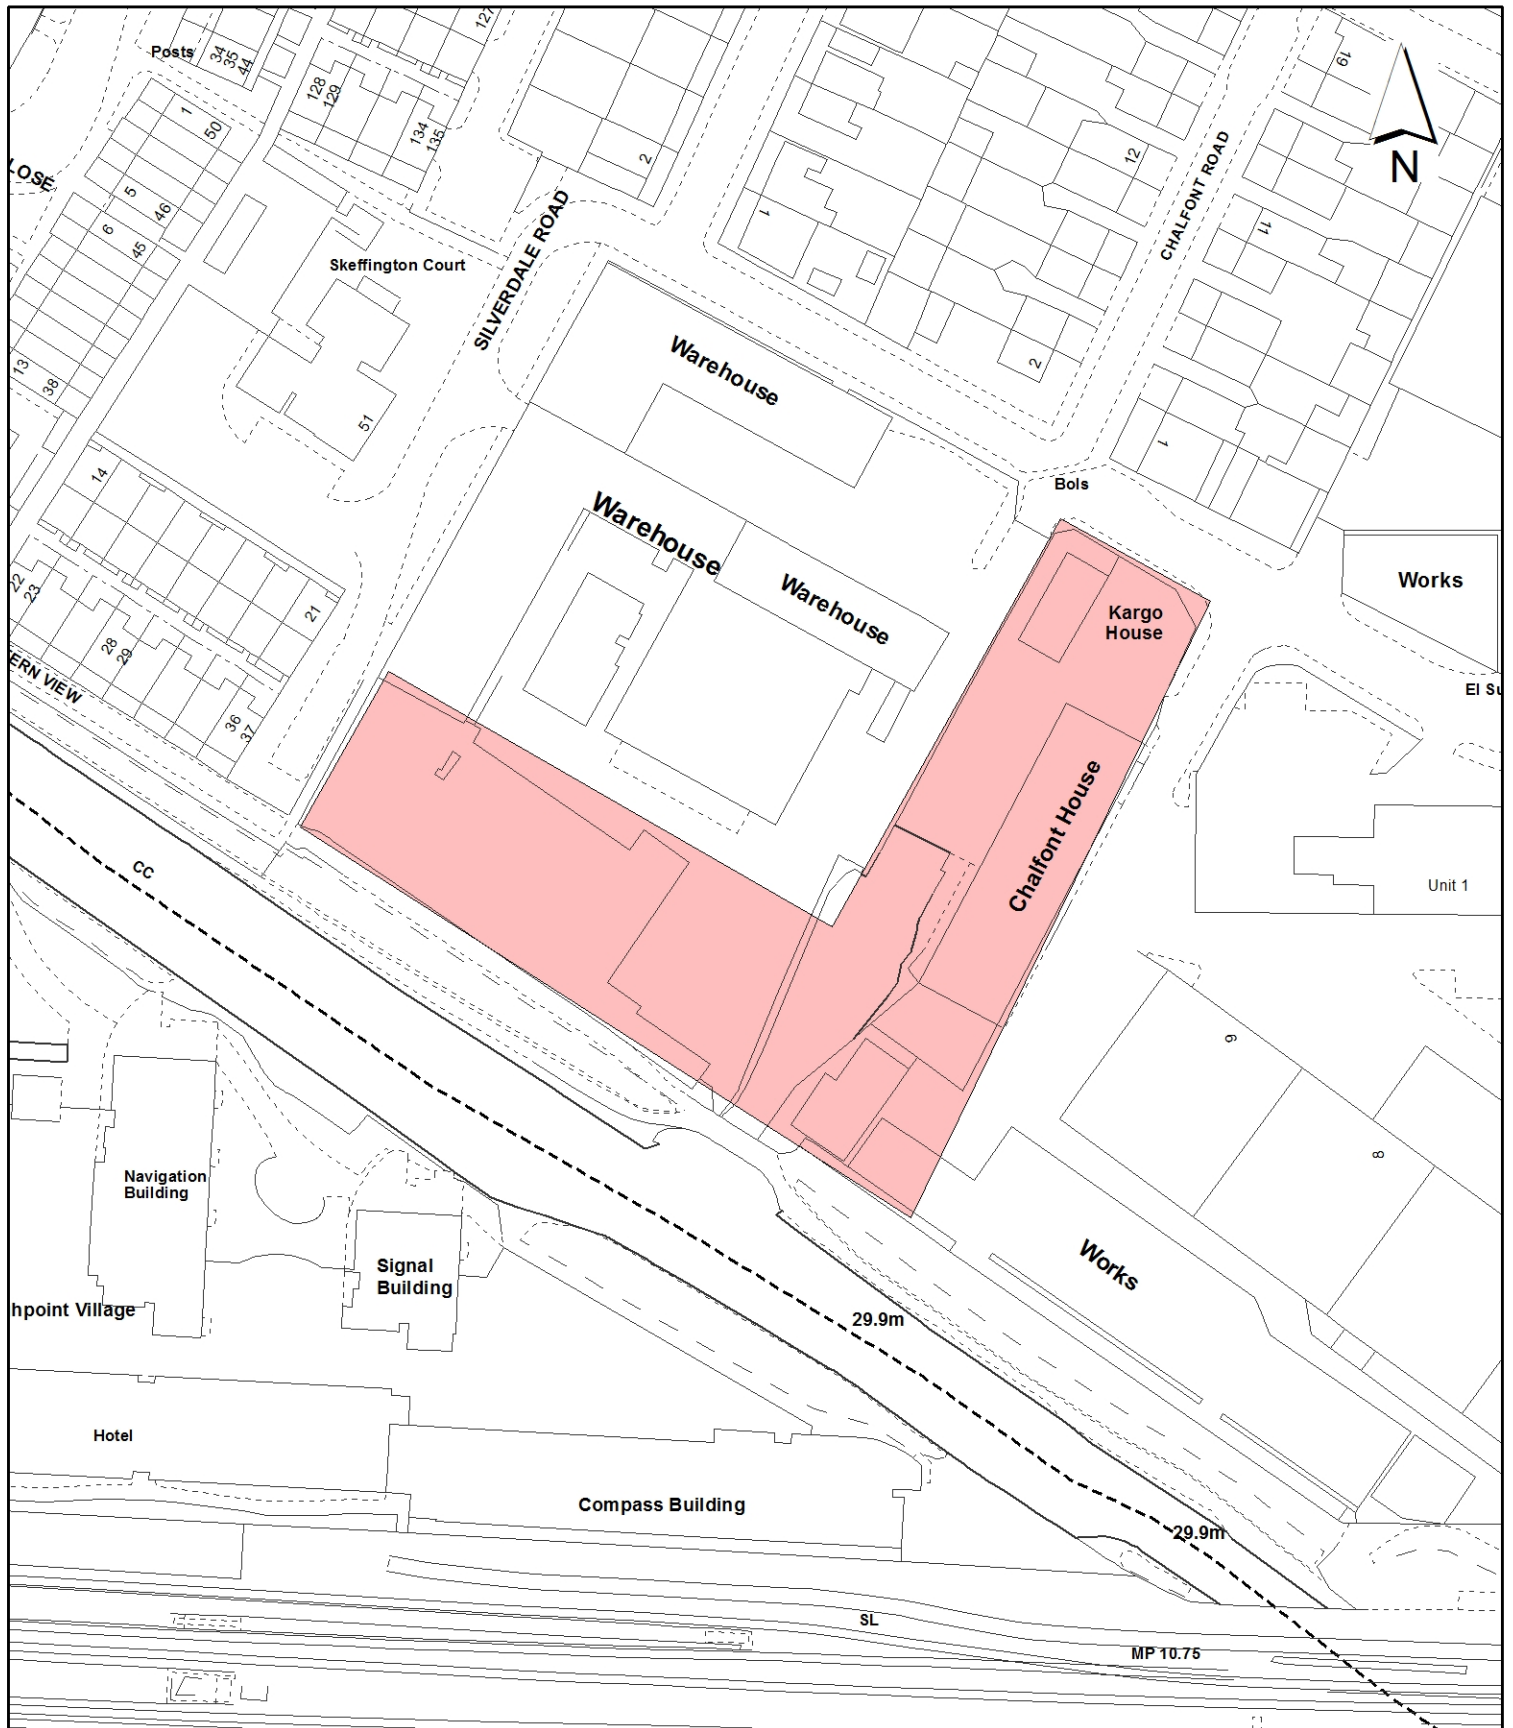 Posts
34
35
44
127
128
129
134
135
1
50
2
19
12
N
LOSE
5
46
6
45
1
CHALFONT ROAD
11
Skeffington Court
SILVERDALE ROAD
Warehouse
2
13
38
51
1
14
Bols
Warehouse
Warehouse
Works
22
23
21
Kargo
House
28
29
ERN VIEW
36
37
El Su
Chalfont House
CC
Unit 1
6
8
Navigation
Building
Signal
Building
Works
hpoint Village
29.9m
Hotel
Compass Building
29.9m
SL
MP 10.75